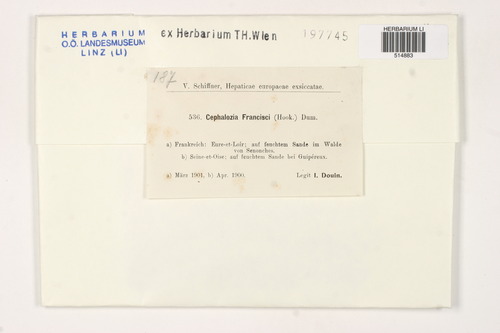 HERBARIUM
O.Ö. LANDESMUSEUM
LINZ (LI)
ex Herbarium TH.Wien
197745
HERBARIUM LI
514883
187
V. Schiffner, Hepaticae europaeae exsiccatae.
536. Cephalozia Francisci (Hook.) Dum.
a) Frankreich: Eure-et-Loir; auf feuchtem Sande im Walde
von Senonches.
b) Seine-et-Oise; auf feuchtem Sande bei Guipéreux.
a) März 1901, b) Apr. 1900.
Legit I. Douin.